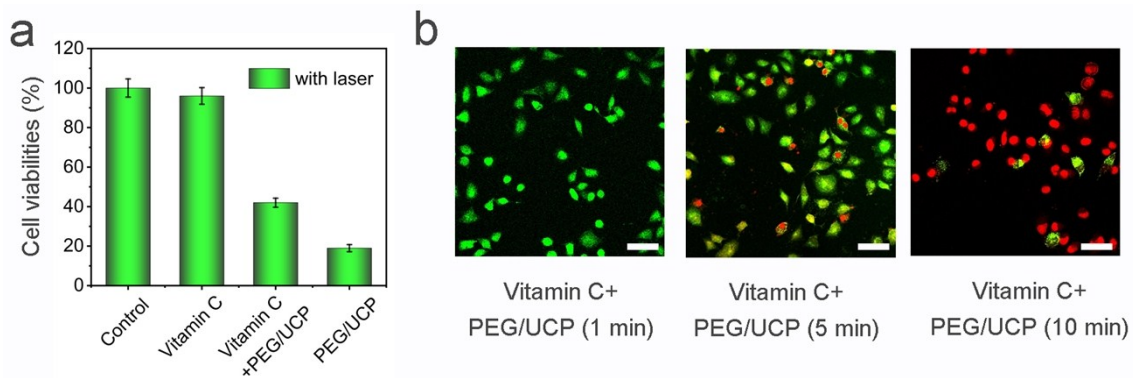 a
Cell viabilities (%)
120
100
80
60
40
20
0
with laser
Control
Vitamin C
Vitamin C
+PEG/UCP
PEG/UCP
b
Vitamin C+
PEG/UCP (1 min)
Vitamin C+
PEG/UCP (5 min)
Vitamin C+
PEG/UCP (10 min)